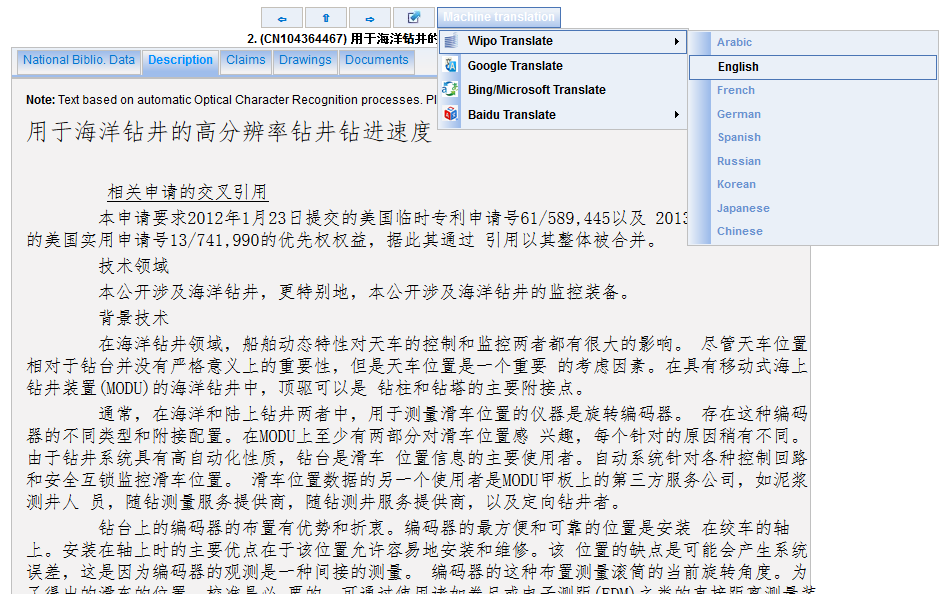 Machine translation
2. (CN104364467) 用于海洋钻井的
Wipo Translate
Google Translate
Bing/Microsoft Translate
Baidu Translate
Arabic
English
French
German
Spanish
Russian
Korean
Japanese
Chinese
National Biblio. Data Description Claims Drawings Documents
Note: Text based on automatic Optical Character Recognition processes.
用于海洋钻井的高分辨率钻井钻进速度
相关申请的交叉引用
本申请要求2012年1月23日提交的美国临时专利申请号61/589,445以及 2013
的美国实用申请号13/741,990的优先权权益，据此其通过 引用以其整体被合并。
技术领域
本公开涉及海洋钻井，更特别地，本公开涉及海洋钻井的监控装备。
背景技术
在海洋钻井领域，船舶动态特性对天车的控制和监控两者都有很大的影响。 尽管天车位置
相对于钻台并没有严格意义上的重要性，但是天车位置是一个重要 的考虑因素。在具有移动式海上
钻井装置(MODU)的海洋钻井中，顶驱可以是 钻柱和钻塔的主要附接点。
通常，在海洋和陆上钻井两者中，用于测量滑车位置的仪器是旋转编码器。 存在这种编码
器的不同类型和附接配置。在MODU上至少有两部分对滑车位置感 兴趣，每个针对的原因稍有不同。
由于钻井系统具有高自动化性质，钻台是滑车 位置信息的主要使用者。自动系统针对各种控制回路
和安全互锁监控滑车位置。 滑车位置数据的另一个使用者是MODU甲板上的第三方服务公司，如泥浆
测井人 员，随钻测量服务提供商，随钻测井服务提供商，以及定向钻井者。
钻台上的编码器的布置有优势和折衷。编码器的最方便和可靠的位置是安装 在绞车的轴
上。安装在轴上时的主要优点在于该位置允许容易地安装和维修。该 位置的缺点是可能会产生系统
误差，这是因为编码器的观测是一种间接的测量。 编码器的这种布置测量滚筒的当前旋转角度。为
了得出的滑车的位置，校准是必 要的，可通过使用诸如卷尺或电子测距(EDM)之类的直接距离测量装